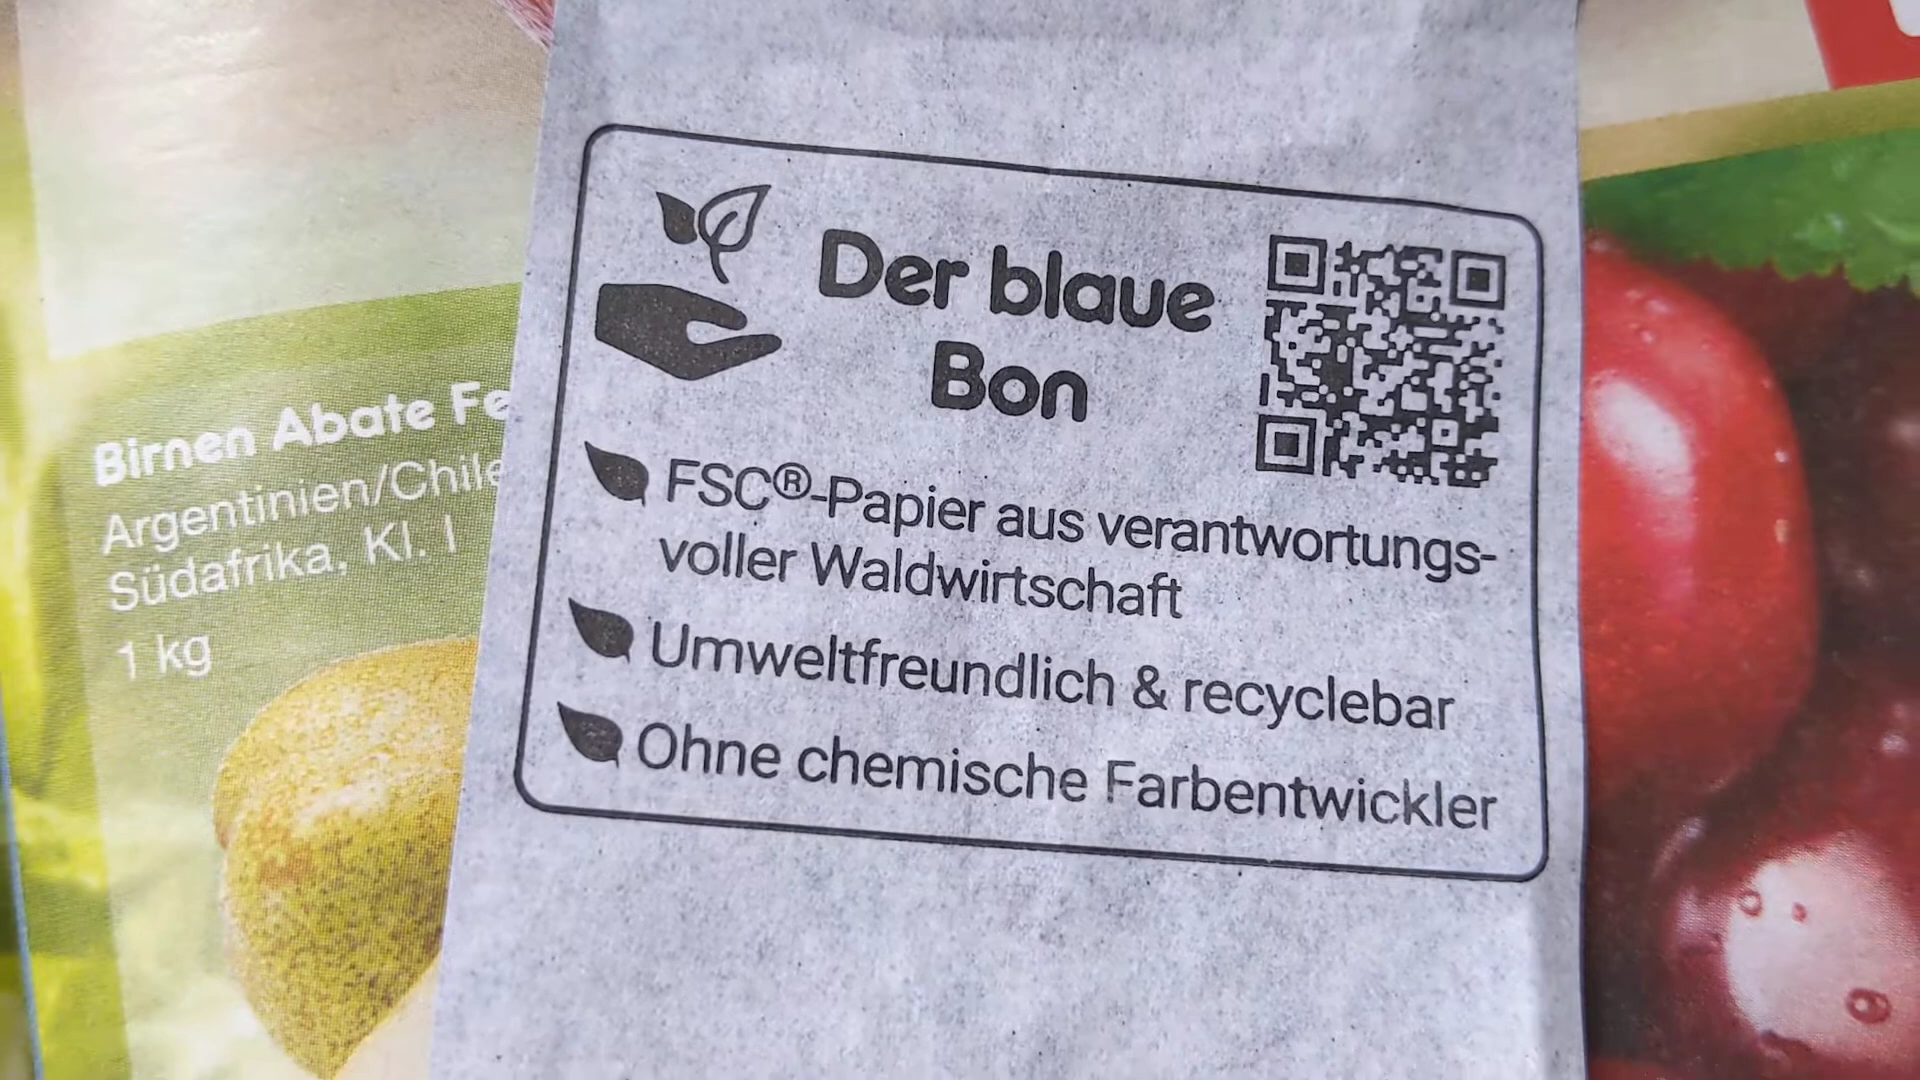 Der blaue
Bon
FSC®-Papier aus verantwortungs-
voller Waldwirtschaft
Umweltfreundlich & recyclebar
Ohne chemische Farbentwickler
Birnen Abate
Argentinien/Chile
Südafrika, Kl. I
1 kg